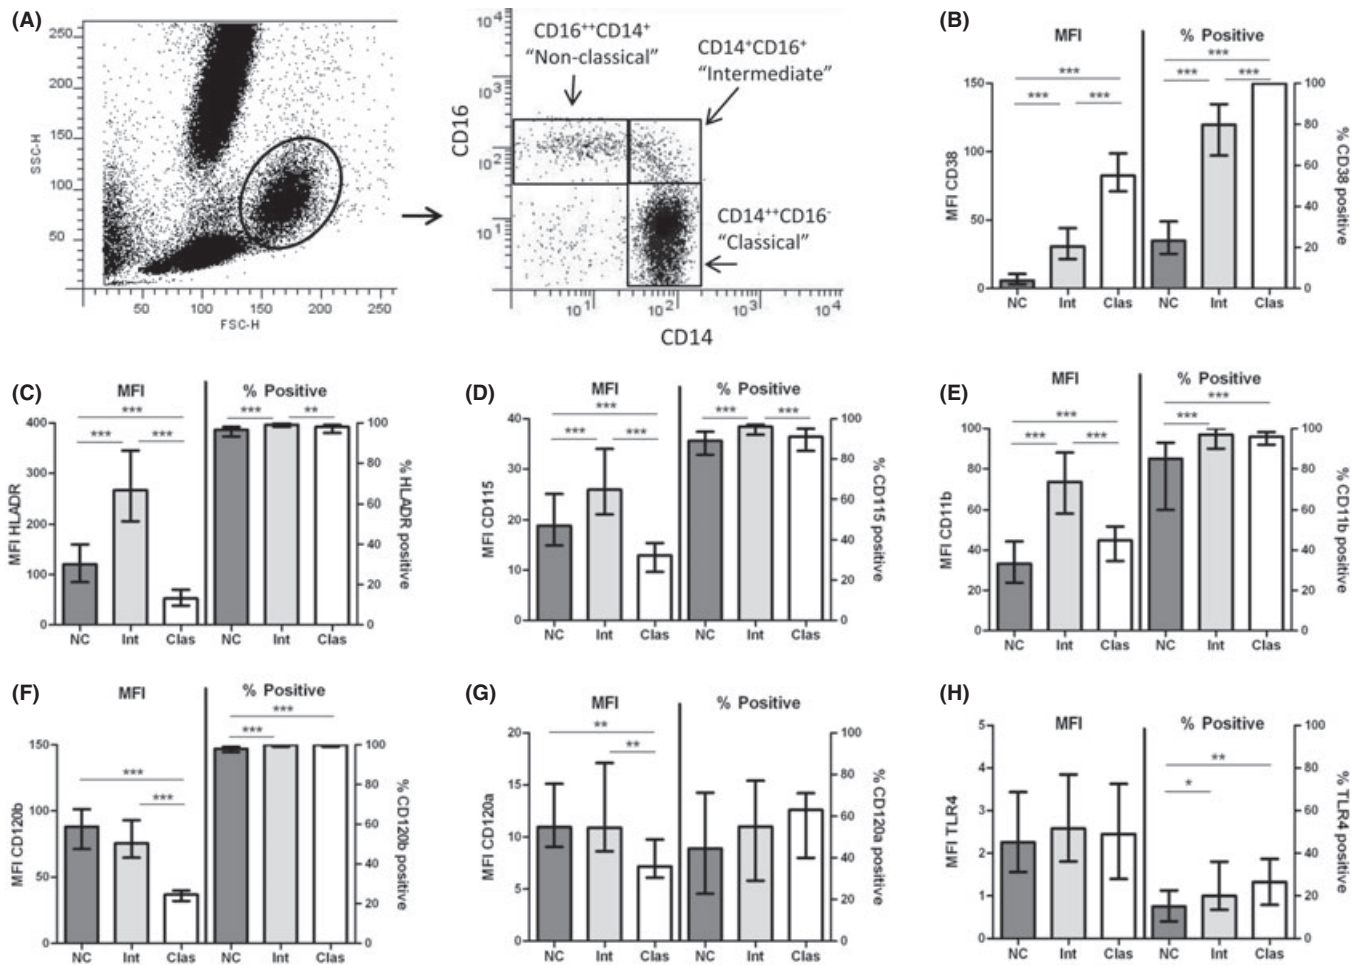 (A)
250
200
150
100
50
SSC-H
50 100 150 200 250
FSC-H
10⁴
10³
10²
10¹
CD16
CD16⁺⁺CD14⁺
“Non-classical”
CD14⁺CD16⁺
“Intermediate”
CD14⁺⁺CD16⁻
“Classical”
10¹ 10² 10³ 10⁴
CD14
(B)
MFI % Positive
***
*** ***
*** ***
*** ***
150
100
50
0
MFI CD38
100
80
60
40
20
0
% CD38 positive
NC Int Clas NC Int Clas
(C)
MFI % Positive
*** *** **
*** ***
400
300
200
100
0
MFI HLADR
100
80
60
40
20
0
% HLADR positive
NC Int Clas NC Int Clas
(D)
MFI % Positive
*** *** ***
*** ***
40
30
20
10
0
MFI CD115
100
80
60
40
20
0
% CD115 positive
NC Int Clas NC Int Clas
(E)
MFI % Positive
*** ***
*** *** ***
100
80
60
40
20
0
MFI CD11b
100
80
60
40
20
0
% CD11b positive
NC Int Clas NC Int Clas
(F)
MFI % Positive
***
***
***
***
150
100
50
0
MFI CD120b
100
80
60
40
20
0
% CD120b positive
NC Int Clas NC Int Clas
(G)
MFI % Positive
**
**
20
15
10
5
0
MFI CD120a
100
80
60
40
20
0
% CD120a positive
NC Int Clas NC Int Clas
(H)
MFI % Positive
**
*
5
4
3
2
1
0
MFI TLR4
100
80
60
40
20
0
% TLR4 positive
NC Int Clas NC Int Clas